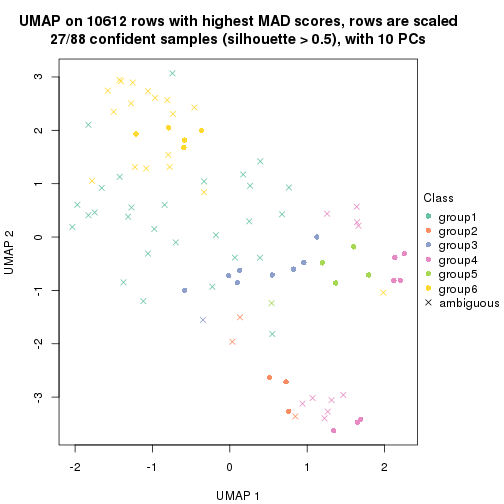 UMAP on 10612 rows with highest MAD scores, rows are scaled
27/88 confident samples (silhouette > 0.5), with 10 PCs
3
2
1
0
-1
-2
-3
UMAP 2
-2
-1
0
1
2
UMAP 1
Class
group1
group2
group3
group4
group5
group6
ambiguous